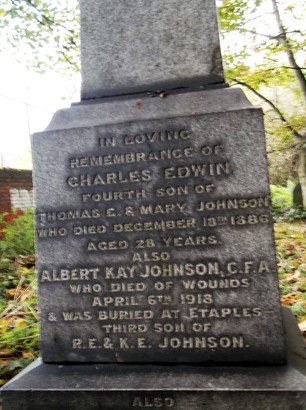 IN LOVING
REMEMBRANCE OF
CHARLES EDWIN
FOURTH SON OF
THOMAS E. & MARY JOHNSON
WHO DIED DECEMBER 18TH 1886
AGED 28 YEARS.
ALSO
ALBERT KAY JOHNSON, C.F.A.
WHO DIED OF WOUNDS
APRIL 6TH 1918
& WAS BURIED AT ETAPLES
THIRD SON OF
R.E. & K.E. JOHNSON.
ALSO